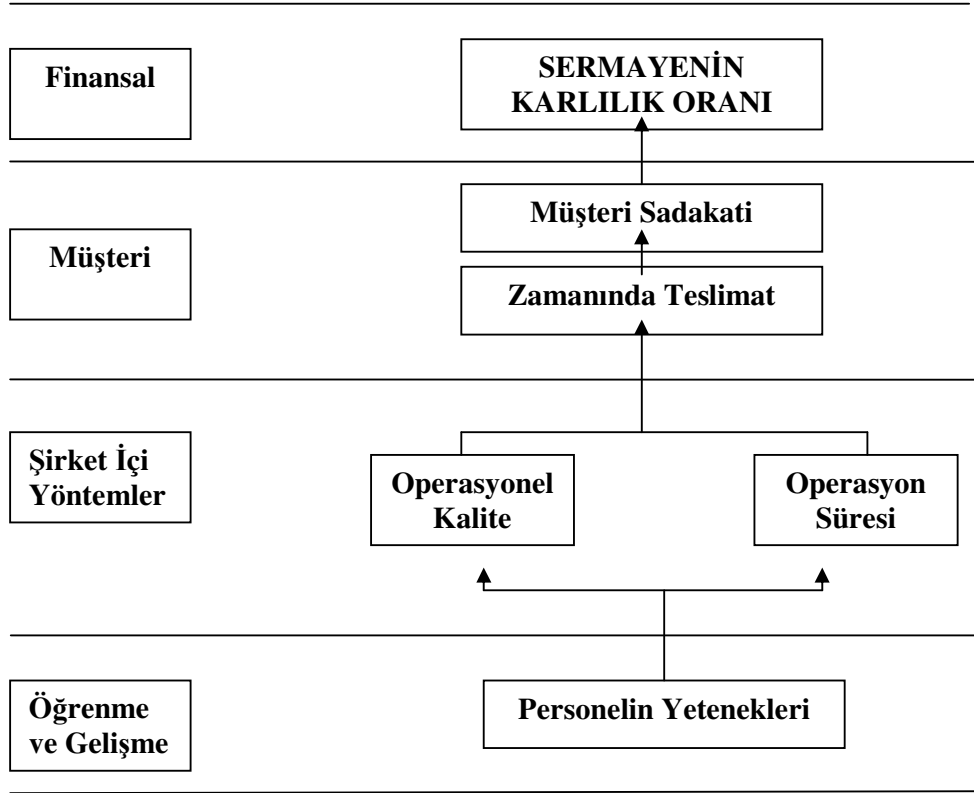 Finansal
SERMAYENİN
KARLILIK ORANI
Müşteri
Müşteri Sadakati
Zamanında Teslimat
Şirket İçi
Yöntemler
Operasyonel
Kalite
Operasyon
Süresi
Öğrenme
ve Gelişme
Personelin Yetenekleri